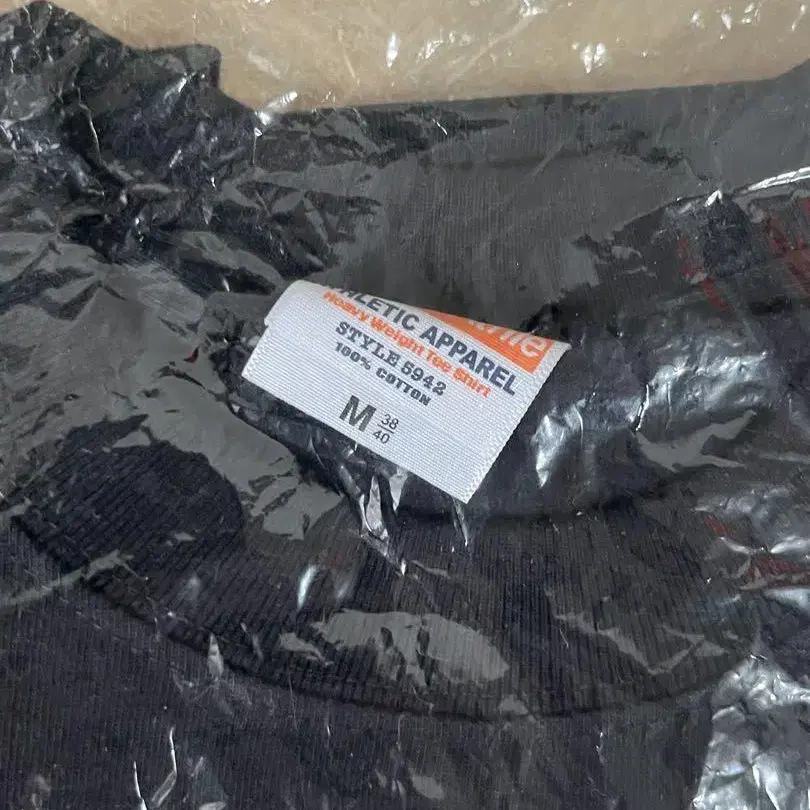 ATHLETIC APPAREL
Heavy Weight Tee Shirt
STYLE 5942
100% COTTON
M 38
40